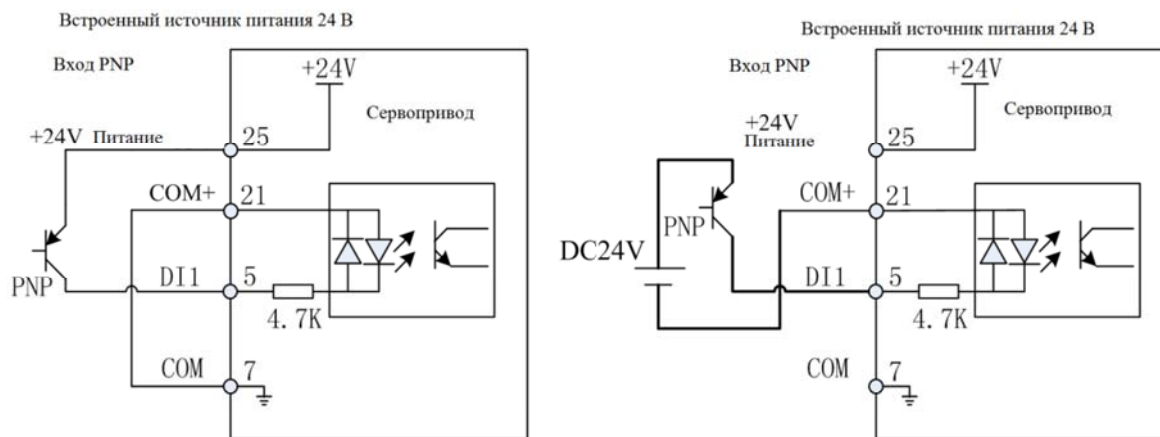 Встроенный источник питания 24 В
Вход PNP
+24V
Сервопривод
+24V Питание
25
COM+
21
PNP
DI1
5
4.7K
COM
7
Встроенный источник питания 24 В
Вход PNP
+24V
Сервопривод
+24V
Питание
25
COM+
21
PNP
DC24V
DI1
5
4.7K
COM
7